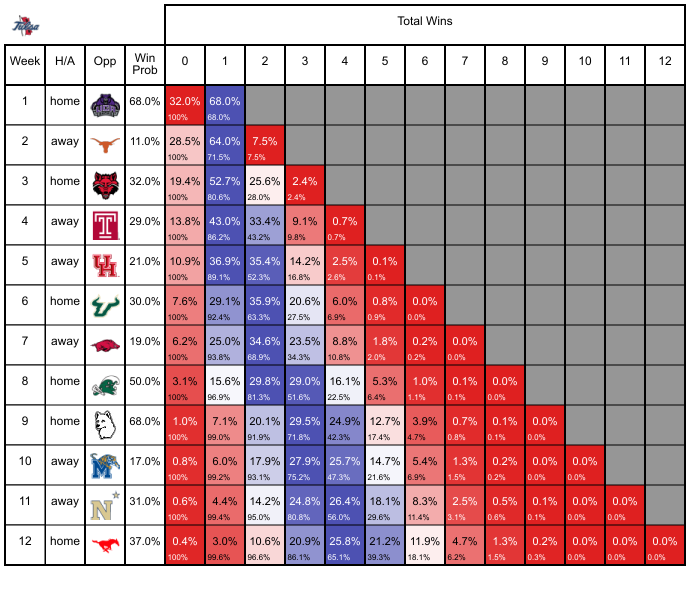 Tulsa
Total Wins
Week H/A Opp Win Prob 0 1 2 3 4 5 6 7 8 9 10 11 12
1 home 68.0% 32.0% 68.0%
100% 68.0%
2 away 11.0% 28.5% 64.0% 7.5%
100% 71.5% 7.5%
3 home 32.0% 19.4% 52.7% 25.6% 2.4%
100% 80.6% 28.0% 2.4%
4 away T 29.0% 13.8% 43.0% 33.4% 9.1% 0.7%
100% 86.2% 43.2% 9.8% 0.7%
5 away UH 21.0% 10.9% 36.9% 35.4% 14.2% 2.5% 0.1%
100% 89.1% 52.3% 16.8% 2.6% 0.1%
6 home 30.0% 7.6% 29.1% 35.9% 20.6% 6.0% 0.8% 0.0%
100% 92.4% 63.3% 27.5% 6.9% 0.9% 0.0%
7 away 19.0% 6.2% 25.0% 34.6% 23.5% 8.8% 1.8% 0.2% 0.0%
100% 93.8% 68.9% 34.3% 10.8% 2.0% 0.2% 0.0%
8 home 50.0% 3.1% 15.6% 29.8% 29.0% 16.1% 5.3% 1.0% 0.1% 0.0%
100% 96.9% 81.3% 51.6% 22.5% 6.4% 1.1% 0.1% 0.0%
9 home 68.0% 1.0% 7.1% 20.1% 29.5% 24.9% 12.7% 3.9% 0.8% 0.1% 0.0%
100% 99.0% 91.9% 71.8% 42.3% 17.4% 4.7% 0.8% 0.1% 0.0%
10 away M 17.0% 0.8% 6.0% 17.9% 27.9% 25.7% 14.7% 5.4% 1.3% 0.2% 0.0% 0.0%
100% 99.2% 93.1% 75.2% 47.3% 21.6% 6.9% 1.5% 0.2% 0.0% 0.0%
11 away N 31.0% 0.6% 4.4% 14.2% 24.8% 26.4% 18.1% 8.3% 2.5% 0.5% 0.1% 0.0% 0.0%
100% 99.4% 95.0% 80.8% 56.0% 29.6% 11.4% 3.1% 0.6% 0.1% 0.0% 0.0%
12 home 37.0% 0.4% 3.0% 10.6% 20.9% 25.8% 21.2% 11.9% 4.7% 1.3% 0.2% 0.0% 0.0% 0.0%
100% 99.6% 96.6% 86.1% 65.1% 39.3% 18.1% 6.2% 1.5% 0.3% 0.0% 0.0% 0.0%